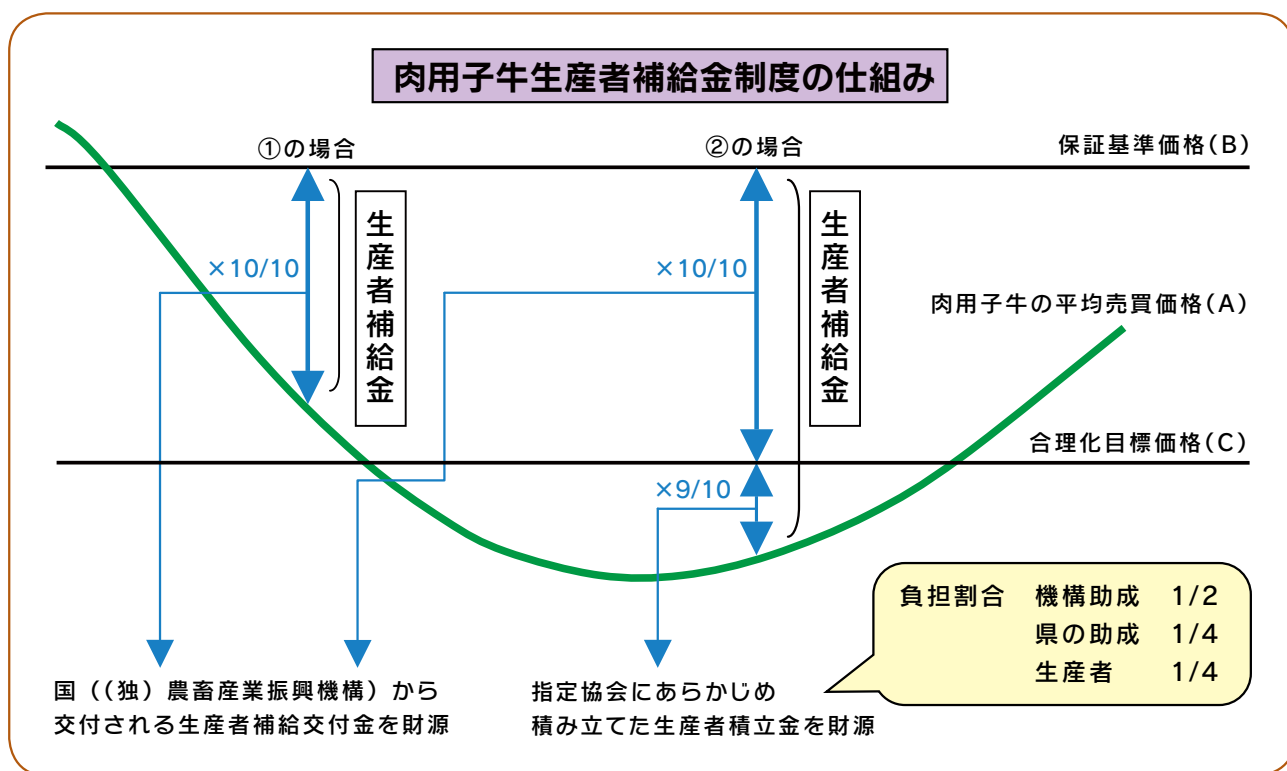 肉用子牛生産者補給金制度の仕組み
①の場合
②の場合
保証基準価格(B)
生産者補給金
生産者補給金
×10/10
×10/10
肉用子牛の平均売買価格(A)
合理化目標価格(C)
×9/10
負担割合 機構助成 1/2
県の助成 1/4
生産者 1/4
国((独)農畜産業振興機構)から
交付される生産者補給交付金を財源
指定協会にあらかじめ
積み立てた生産者積立金を財源